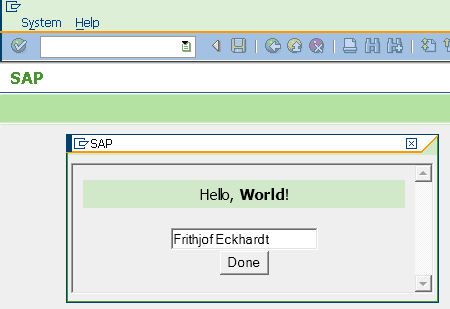 System Help
SAP
SAP
Hello, World!
Frithjof Eckhardt
Done